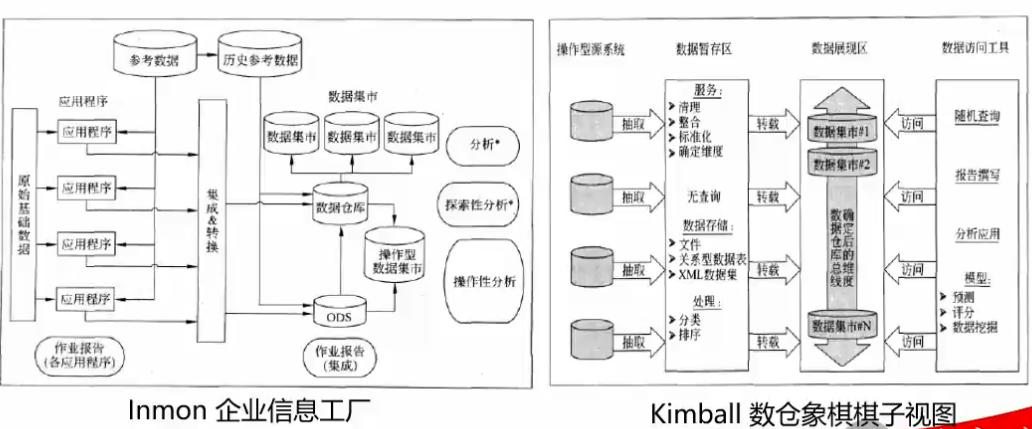 参考数据
历史参考数据
应用程序
数据集市
应用程序
数据集市
数据集市
数据集市
分析*
应用程序
原始基础数据
集成&转换
数据仓库
探索性分析*
应用程序
操作型
数据集市
操作性分析
应用程序
ODS
作业报告
(各应用程序)
作业报告
(集成)
Inmon 企业信息工厂
操作型源系统
数据暂存区
数据展现区
数据访问工具
服务:
清理
整合
标准化
确定维度
抽取
转载
数据集市#1
访问
随机查询
数据集市#2
抽取
无查询
转载
访问
报告撰写
数据存储:
文件
关系型数据表
XML数据集
抽取
转载
确定后的总维度
数据仓库的总线
访问
分析应用
模型:
预测
评分
数据挖掘
处理:
分类
排序
抽取
转载
数据集市#N
访问
Kimball 数仓象棋棋子视图